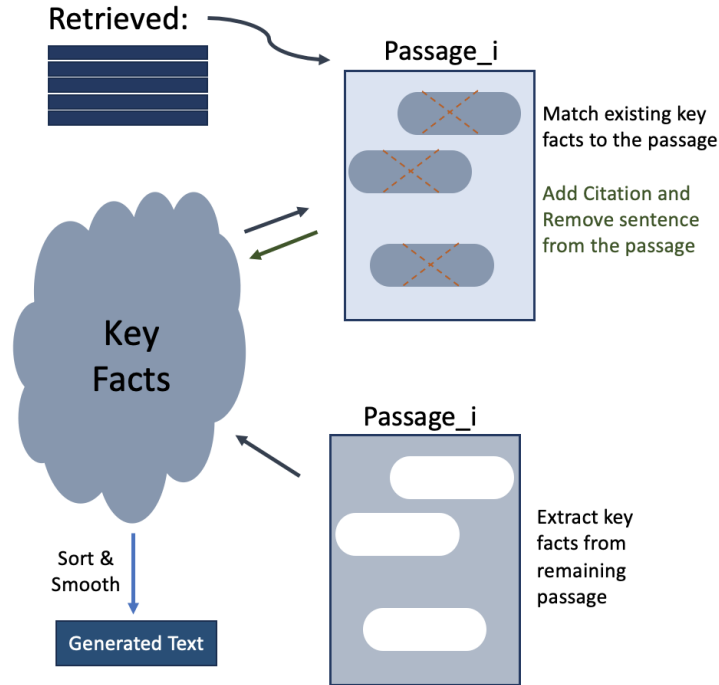 Retrieved:
Passage_i
Match existing key
facts to the passage
Add Citation and
Remove sentence
from the passage
Key
Facts
Passage_i
Extract key
facts from
remaining
passage
Sort &
Smooth
Generated Text